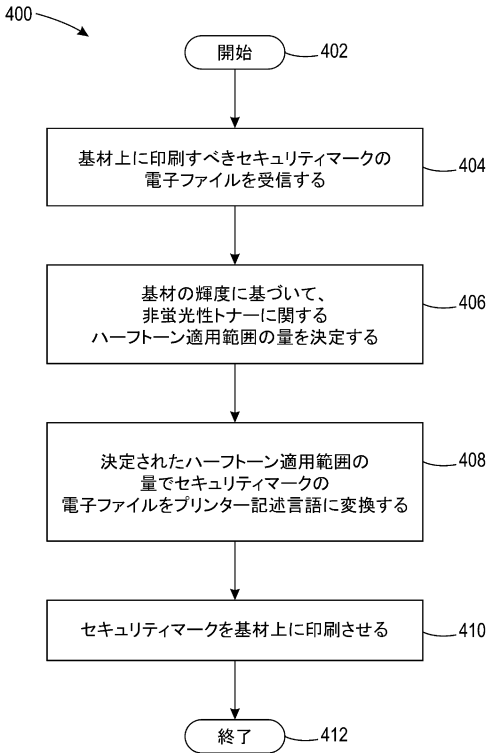 400
開始
402
基材上に印刷すべきセキュリティマークの
電子ファイルを受信する
404
基材の輝度に基づいて、
非蛍光性トナーに関する
ハーフトーン適用範囲の量を決定する
406
決定されたハーフトーン適用範囲の
量でセキュリティマークの
電子ファイルをプリンター記述言語に変換する
408
セキュリティマークを基材上に印刷させる
410
終了
412